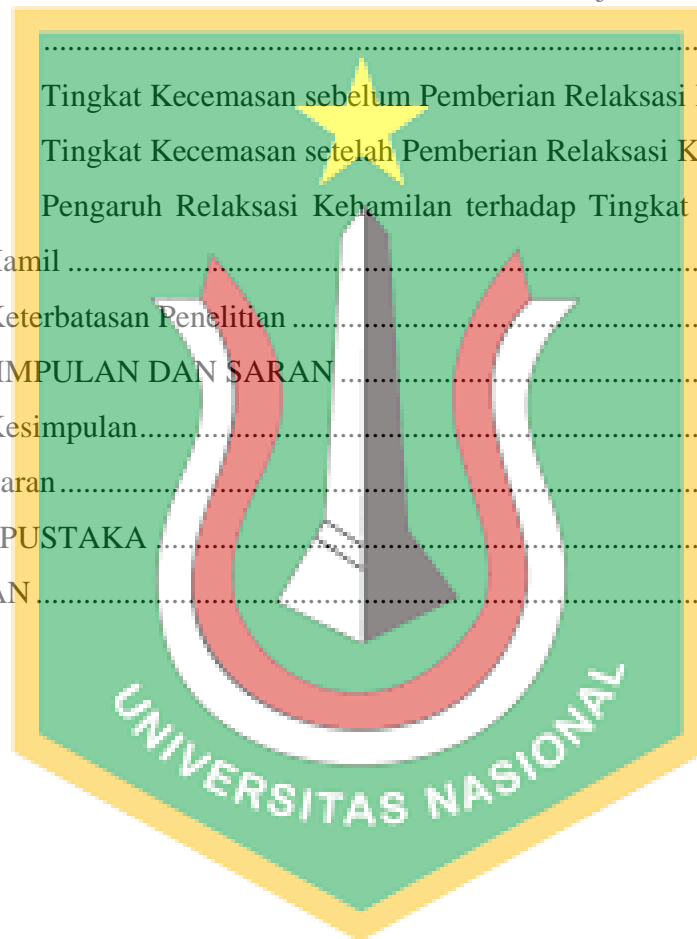 ........................................................................................
Tingkat Kecemasan sebelum Pemberian Relaksasi
Tingkat Kecemasan setelah Pemberian Relaksasi K
Pengaruh Relaksasi Kehamilan terhadap Tingkat
amil ........................................................................................
Keterbatasan Penelitian ........................................................
IMPULAN DAN SARAN ................................................
Kesimpulan........................................................................
aran....................................................................................
PUSTAKA ........................................................................
AN ....................................................................................
UNIVERSITAS NASIONAL